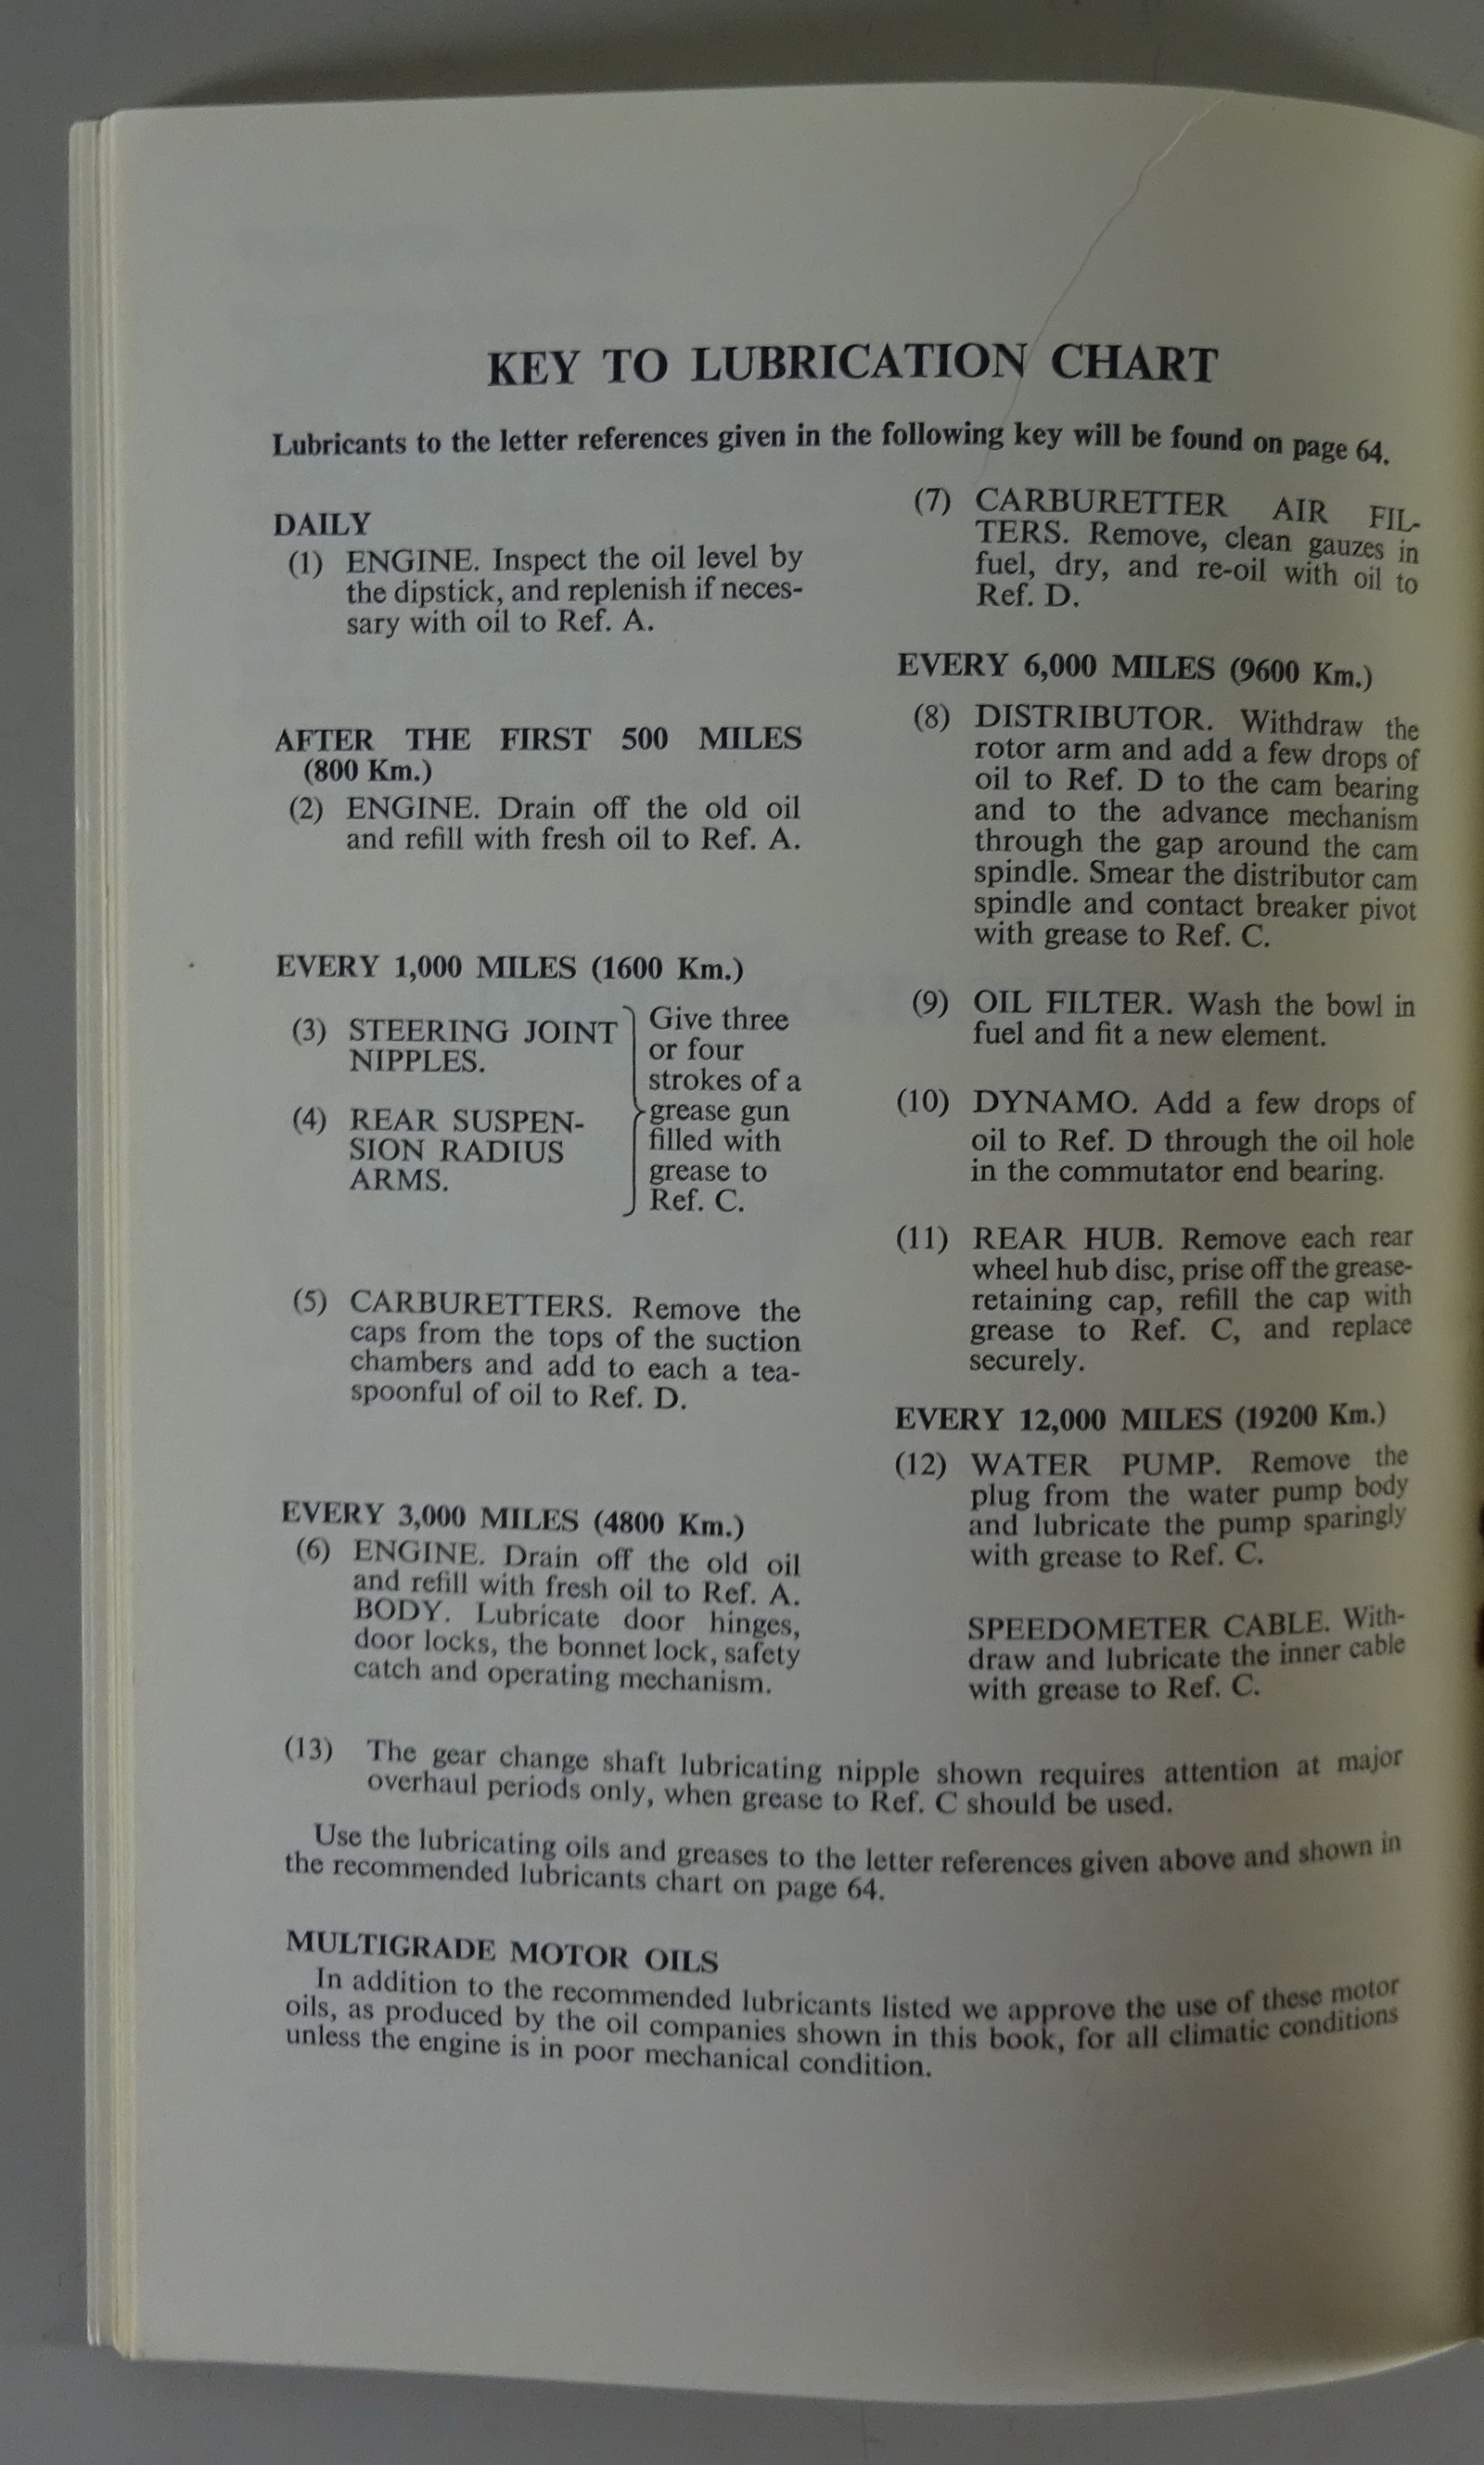 KEY TO LUBRICATION CHART
Lubricants to the letter references given in the following key will be found on page 64.
DAILY
(1) ENGINE. Inspect the oil level by
the dipstick, and replenish if neces-
sary with oil to Ref. A.
AFTER THE FIRST 500 MILES
(800 Km.)
(2) ENGINE. Drain off the old oil
and refill with fresh oil to Ref. A.
EVERY 1,000 MILES (1600 Km.)
(3) STEERING JOINT
NIPPLES.
(4) REAR SUSPEN-
SION RADIUS
ARMS.
Give three
or four
strokes of a
grease gun
filled with
grease to
Ref. C.
(5) CARBURETTERS. Remove the
caps from the tops of the suction
chambers and add to each a tea-
spoonful of oil to Ref. D.
EVERY 3,000 MILES (4800 Km.)
(6) ENGINE. Drain off the old oil
and refill with fresh oil to Ref. A.
BODY. Lubricate door hinges,
door locks, the bonnet lock, safety
catch and operating mechanism.
(7) CARBURETTER AIR FIL-
TERS. Remove, clean gauzes in
fuel, dry, and re-oil with oil to
Ref. D.
EVERY 6,000 MILES (9600 Km.)
(8) DISTRIBUTOR. Withdraw the
rotor arm and add a few drops of
oil to Ref. D to the cam bearing
and to the advance mechanism
through the gap around the cam
spindle. Smear the distributor cam
spindle and contact breaker pivot
with grease to Ref. C.
(9) OIL FILTER. Wash the bowl in
fuel and fit a new element.
(10) DYNAMO. Add a few drops of
oil to Ref. D through the oil hole
in the commutator end bearing.
(11) REAR HUB. Remove each rear
wheel hub disc, prise off the grease-
retaining cap, refill the cap with
grease to Ref. C, and replace
securely.
EVERY 12,000 MILES (19200 Km.)
(12) WATER PUMP. Remove the
plug from the water pump body
and lubricate the pump sparingly
with grease to Ref. C.
SPEEDOMETER CABLE. With-
draw and lubricate the inner cable
with grease to Ref. C.
(13) The gear change shaft lubricating nipple shown requires attention at major
overhaul periods only, when grease to Ref. C should be used.
Use the lubricating oils and greases to the letter references given above and shown in
the recommended lubricants chart on page 64.
MULTIGRADE MOTOR OILS
In addition to the recommended lubricants listed we approve the use of these motor
oils, as produced by the oil companies shown in this book, for all climatic conditions
unless the engine is in poor mechanical condition.